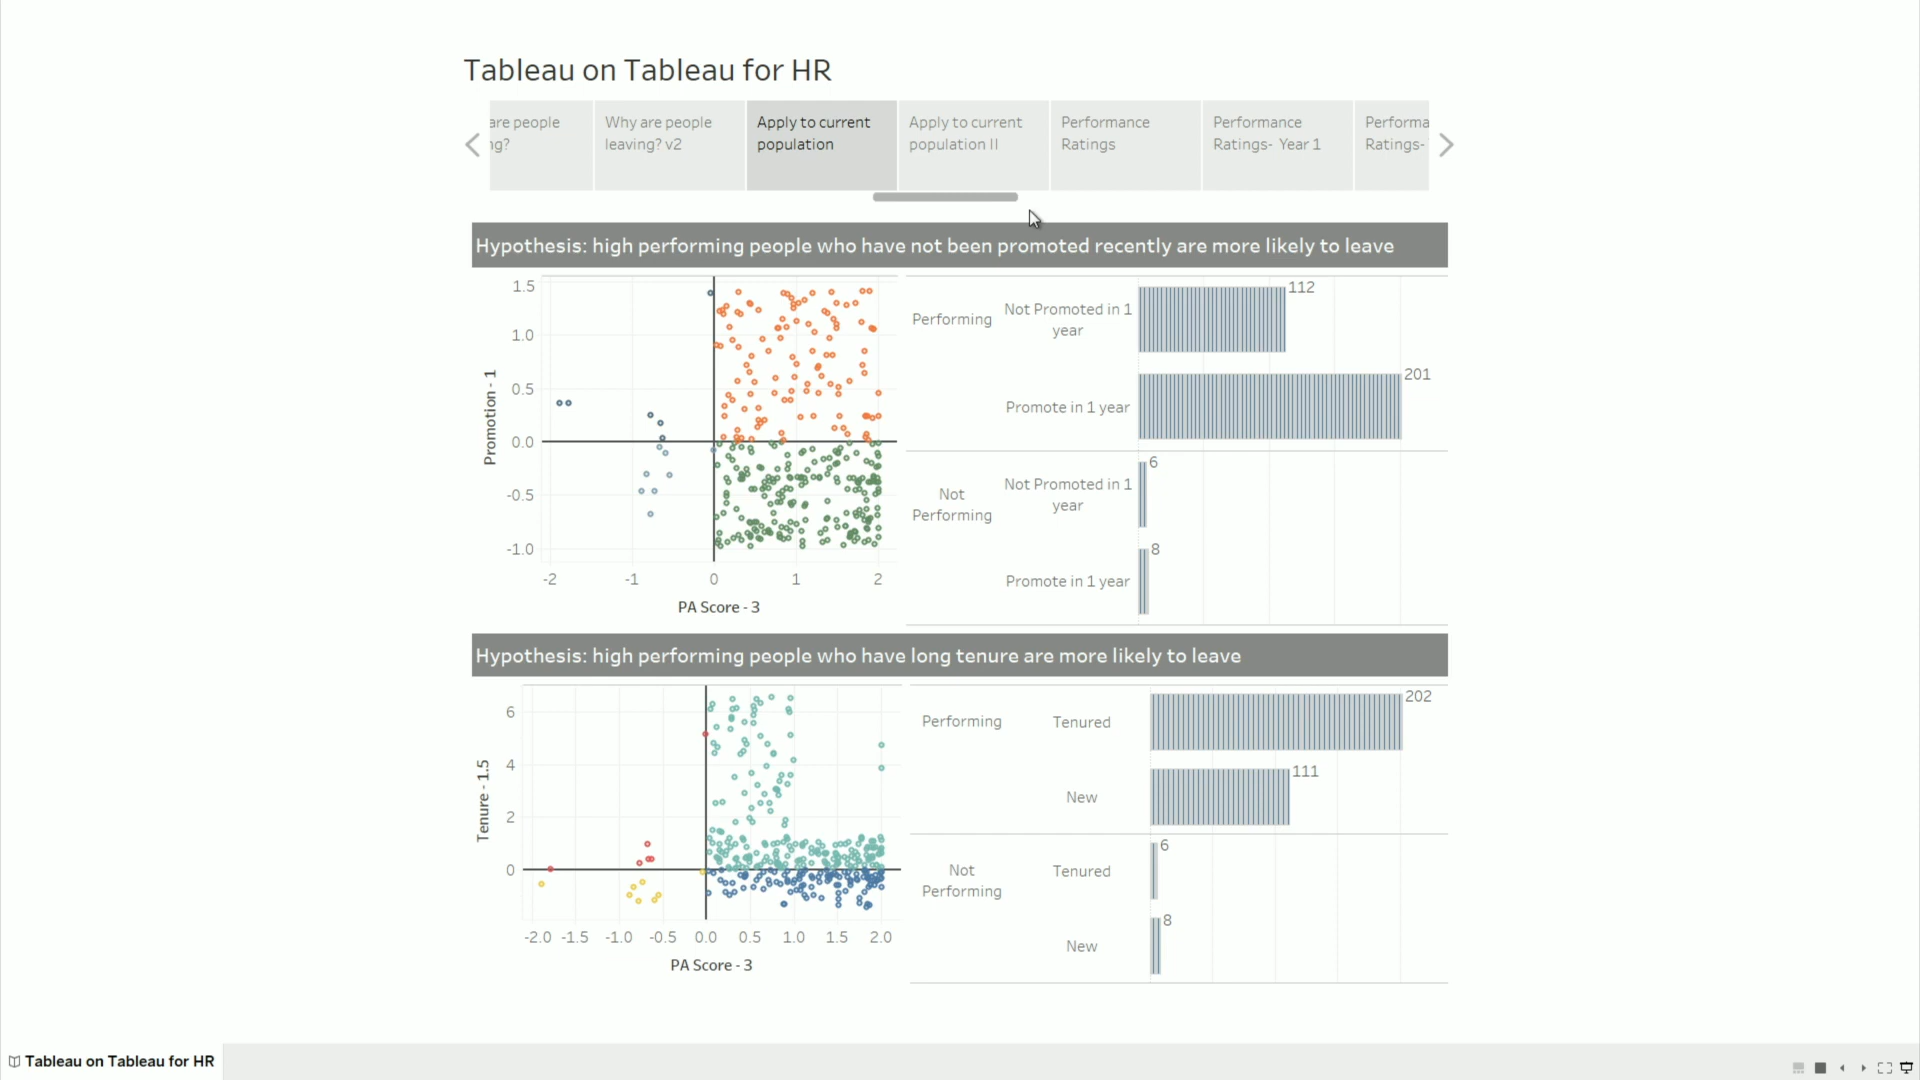 Tableau on Tableau for HR
are people
ng?
Why are people
leaving? v2
Apply to current
population
Apply to current
population II
Performance
Ratings
Performance
Ratings- Year 1
Performa
Ratings-
Hypothesis: high performing people who have not been promoted recently are more likely to leave
Promotion - 1
1.5
1.0
0.5
0.0
-0.5
-1.0
-2 -1 0 1 2
PA Score - 3
Performing
Not Promoted in 1
year
112
Promote in 1 year
201
Not
Performing
Not Promoted in 1
year
6
Promote in 1 year
8
Hypothesis: high performing people who have long tenure are more likely to leave
Tenure - 1.5
6
4
2
0
-2.0 -1.5 -1.0 -0.5 0.0 0.5 1.0 1.5 2.0
PA Score - 3
Performing
Tenured
202
New
111
Not
Performing
Tenured
6
New
8
Tableau on Tableau for HR